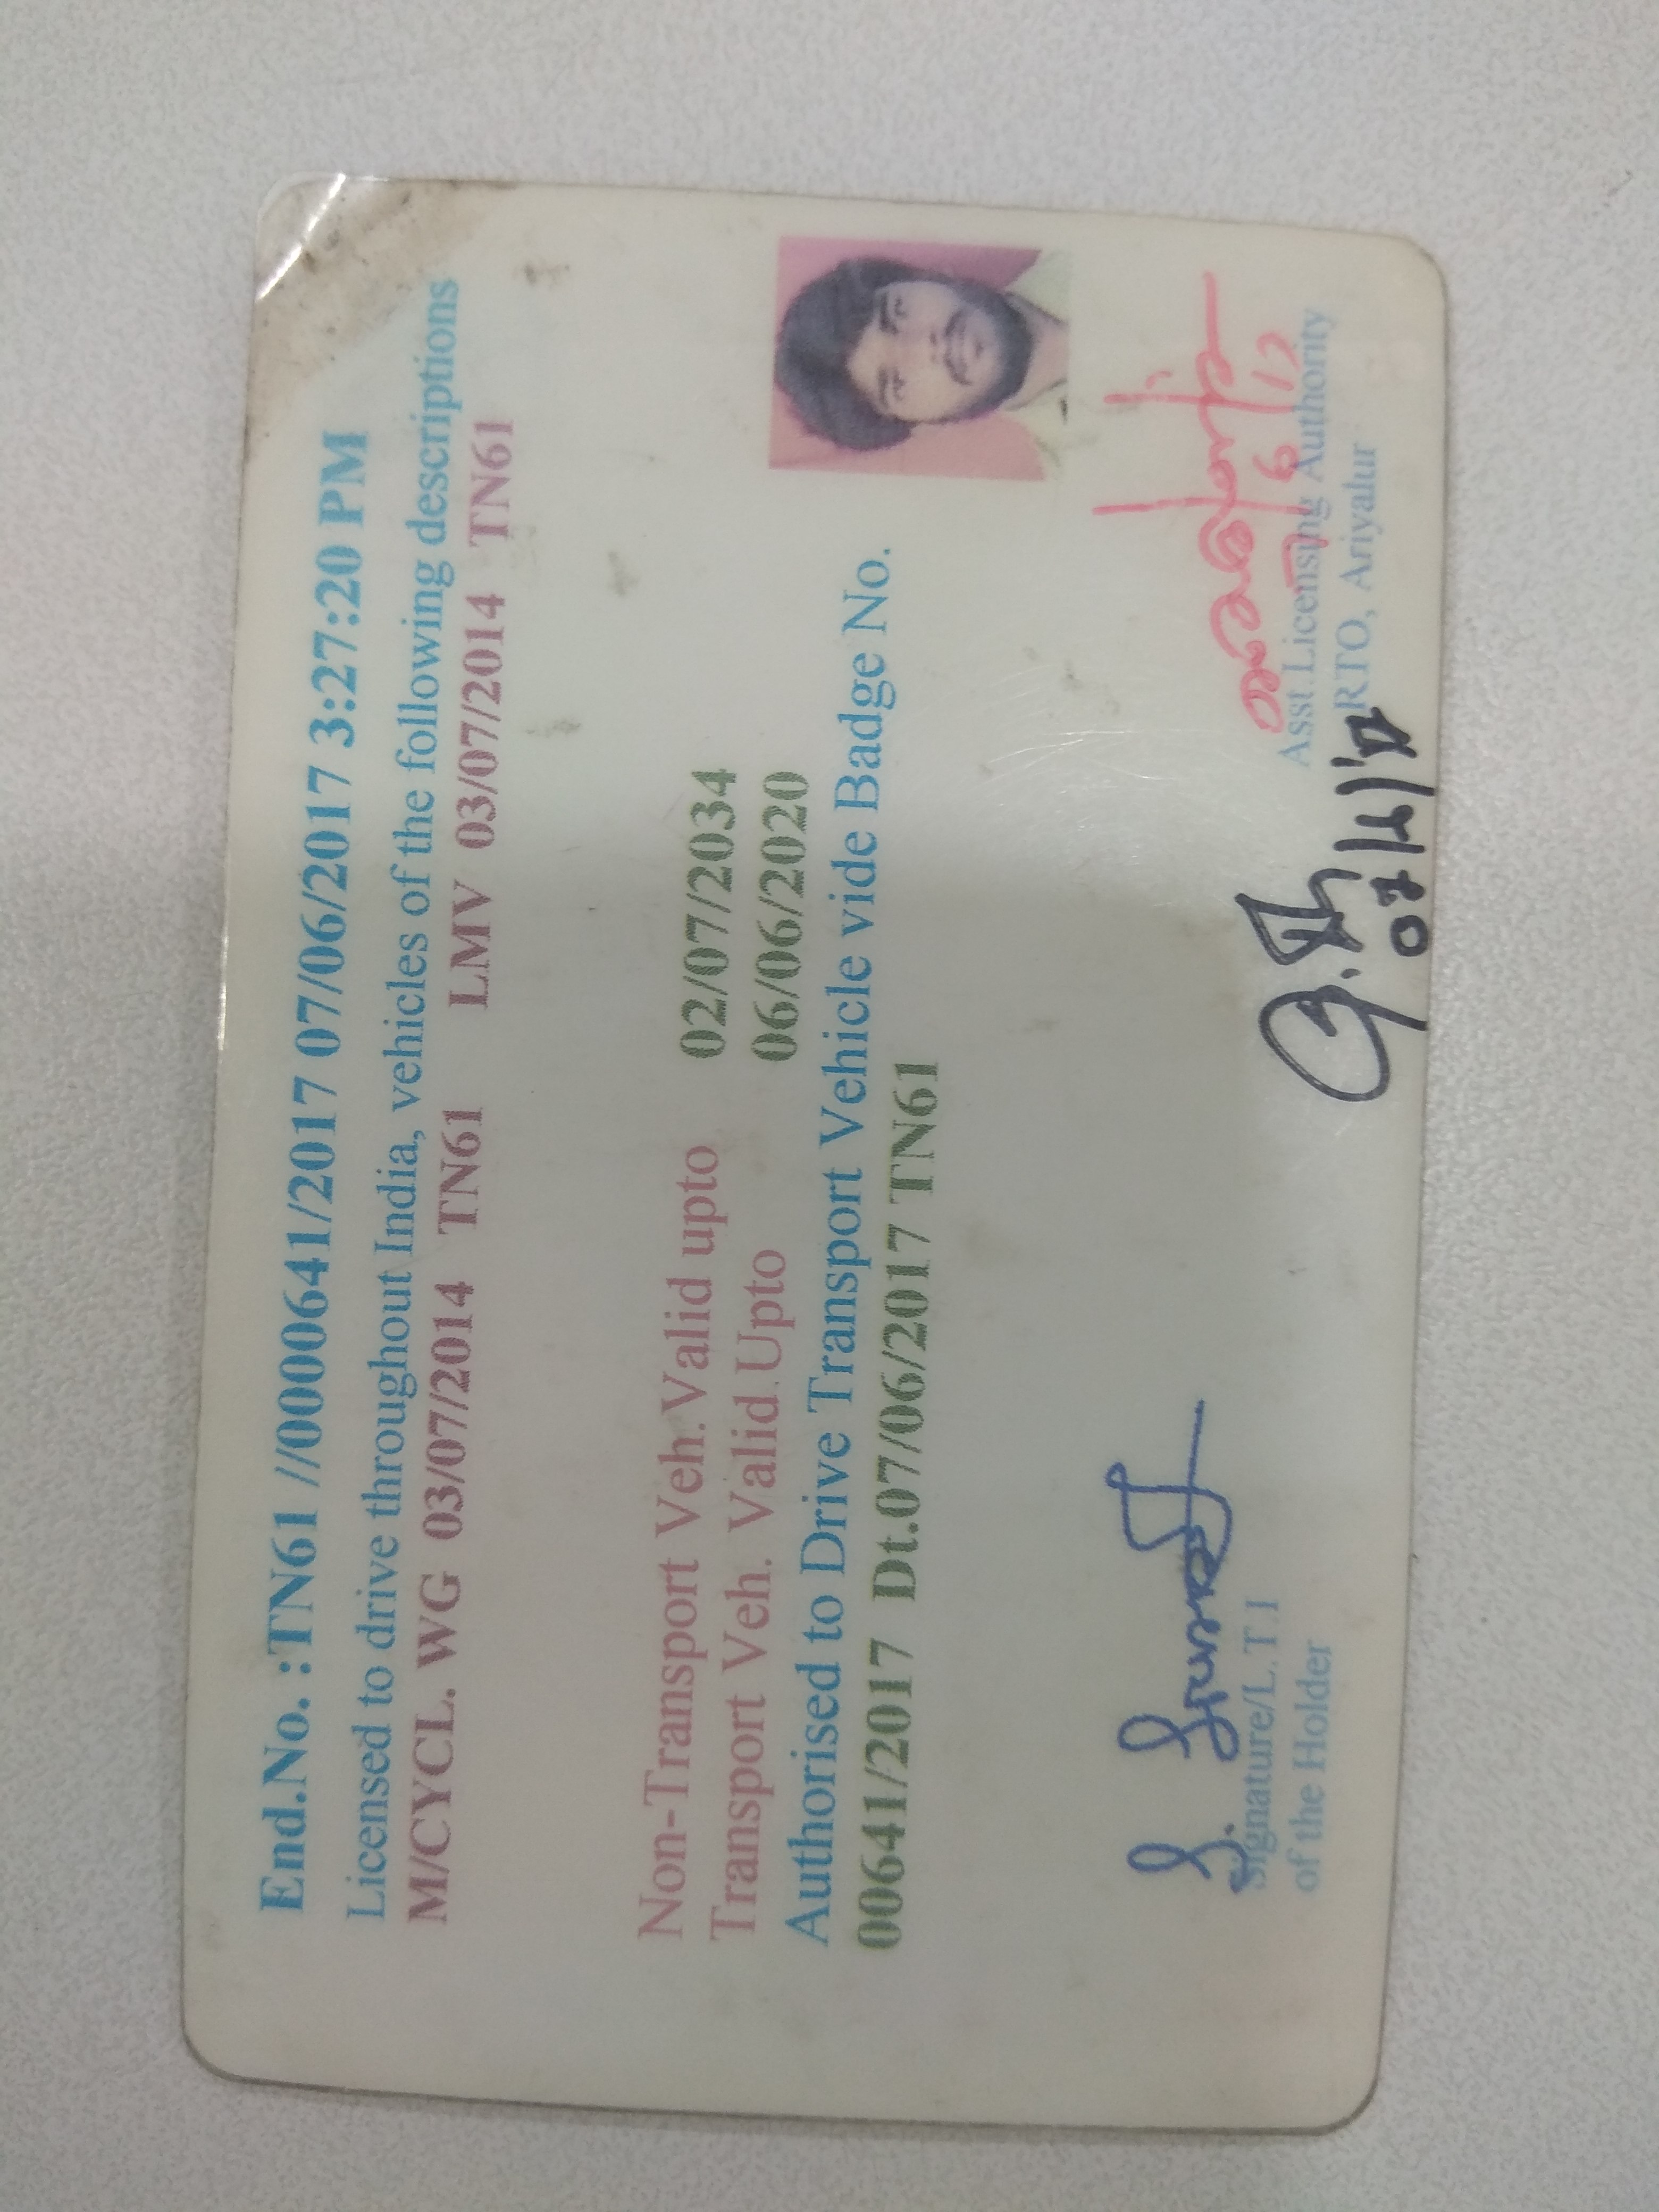 End.No. :TN61 //000641/2017 07/06/2017 3:27:20 PM
Licensed to drive throughout India, vehicles of the following descriptions
M/CYCL. WG 03/07/2014 TN61 LMV 03/07/2014 TN61
Non-Transport Veh.Valid upto 02/07/2034
Transport Veh. Valid Upto 06/06/2020
Authorised to Drive Transport Vehicle vide Badge No.
00641/2017 Dt.07/06/2017 TN61
Signature/L.T I
of the Holder
Asst Licensing Authority
RTO, Ariyalur